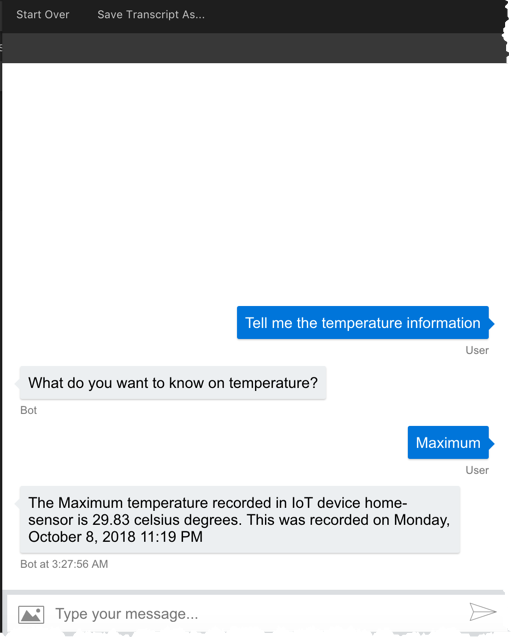 Start Over Save Transcript As...
Tell me the temperature information
User
What do you want to know on temperature?
Bot
Maximum
User
The Maximum temperature recorded in IoT device home-
sensor is 29.83 celsius degrees. This was recorded on Monday,
October 8, 2018 11:19 PM
Bot at 3:27:56 AM
Type your message...